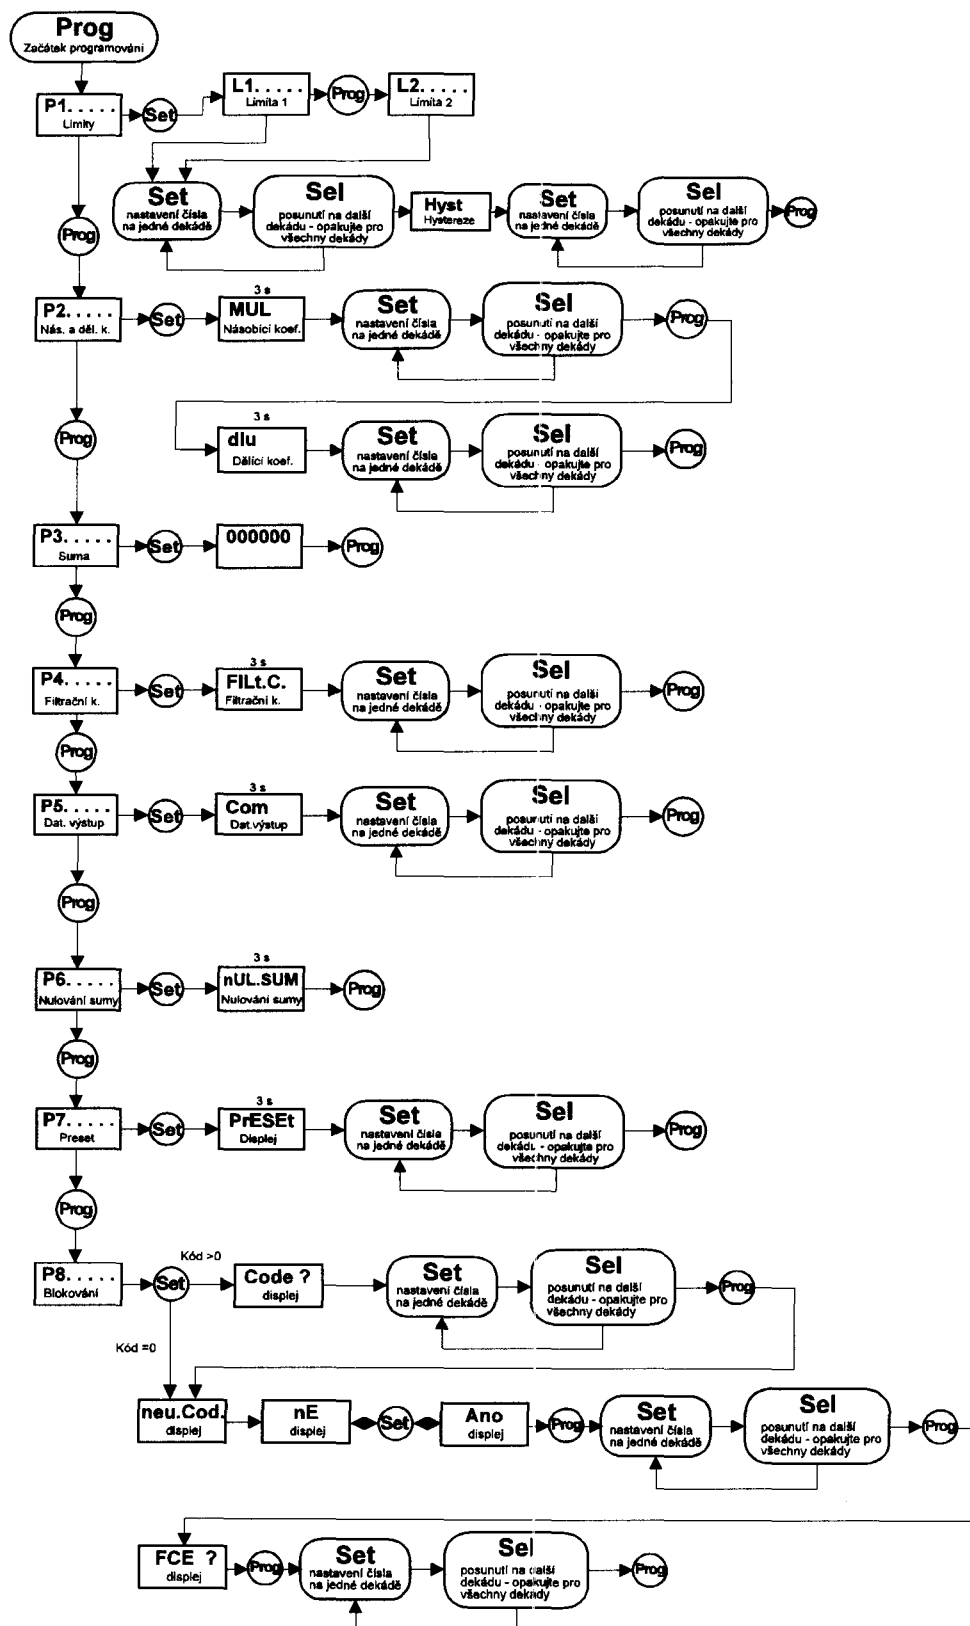 Prog
Začátek programování
P1. . . . .
Limity
Set
L1. . . . .
Limita 1
Prog
L2. . . . .
Limita 2
Set
nastavení čísla
na jedné dekádě
Sel
posunutí na další
dekádu - opakujte pro
všechny dekády
Hyst
Hystereze
Set
nastavení čísla
na jedné dekádě
Sel
posunutí na další
dekádu - opakujte pro
všechny dekády
Prog
Prog
P2. . . . .
Nás. a děl. k.
Set
3 s
MUL
Násobící koef.
Set
nastavení čísla
na jedné dekádě
Sel
posunutí na další
dekádu - opakujte pro
všechny dekády
Prog
Prog
3 s
dIu
Dělící koef.
Set
nastavení čísla
na jedné dekádě
Sel
posunutí na další
dekádu - opakujte pro
všechny dekády
Prog
P3. . . . .
Suma
Set
000000
Prog
Prog
P4. . . . .
Filtrační k.
Set
3 s
FILt.C.
Filtrační k.
Set
nastavení čísla
na jedné dekádě
Sel
posunutí na další
dekádu - opakujte pro
všechny dekády
Prog
Prog
P5. . . . .
Dat. výstup
Set
3 s
Com
Dat.výstup
Set
nastavení čísla
na jedné dekádě
Sel
posunutí na další
dekádu - opakujte pro
všechny dekády
Prog
Prog
P6. . . . .
Nulování sumy
Set
3 s
nUL.SUM
Nulování sumy
Prog
Prog
P7. . . . .
Preset
Set
3 s
PrESEt
Displej
Set
nastavení čísla
na jedné dekádě
Sel
posunutí na další
dekádu - opakujte pro
všechny dekády
Prog
Prog
P8. . . . .
Blokování
Set
Kód >0
Code ?
displej
Set
nastavení čísla
na jedné dekádě
Sel
posunutí na další
dekádu - opakujte pro
všechny dekády
Prog
Kód =0
neu.Cod.
displej
nE
displej
Set
Ano
displej
Prog
Set
nastavení čísla
na jedné dekádě
Sel
posunutí na další
dekádu - opakujte pro
všechny dekády
Prog
FCE ?
displej
Prog
Set
nastavení čísla
na jedné dekádě
Sel
posunutí na další
dekádu - opakujte pro
všechny dekády
Prog